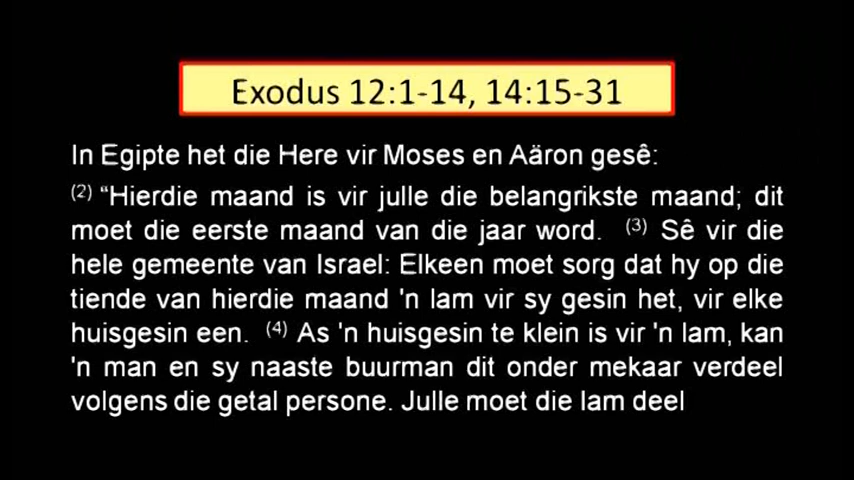 Exodus 12:1-14, 14:15-31
In Egipte het die Here vir Moses en Aäron gesê:
(2) “Hierdie maand is vir julle die belangrikste maand; dit
moet die eerste maand van die jaar word. (3) Sê vir die
hele gemeente van Israel: Elkeen moet sorg dat hy op die
tiende van hierdie maand 'n lam vir sy gesin het, vir elke
huisgesin een. (4) As 'n huisgesin te klein is vir 'n lam, kan
'n man en sy naaste buurman dit onder mekaar verdeel
volgens die getal persone. Julle moet die lam deel